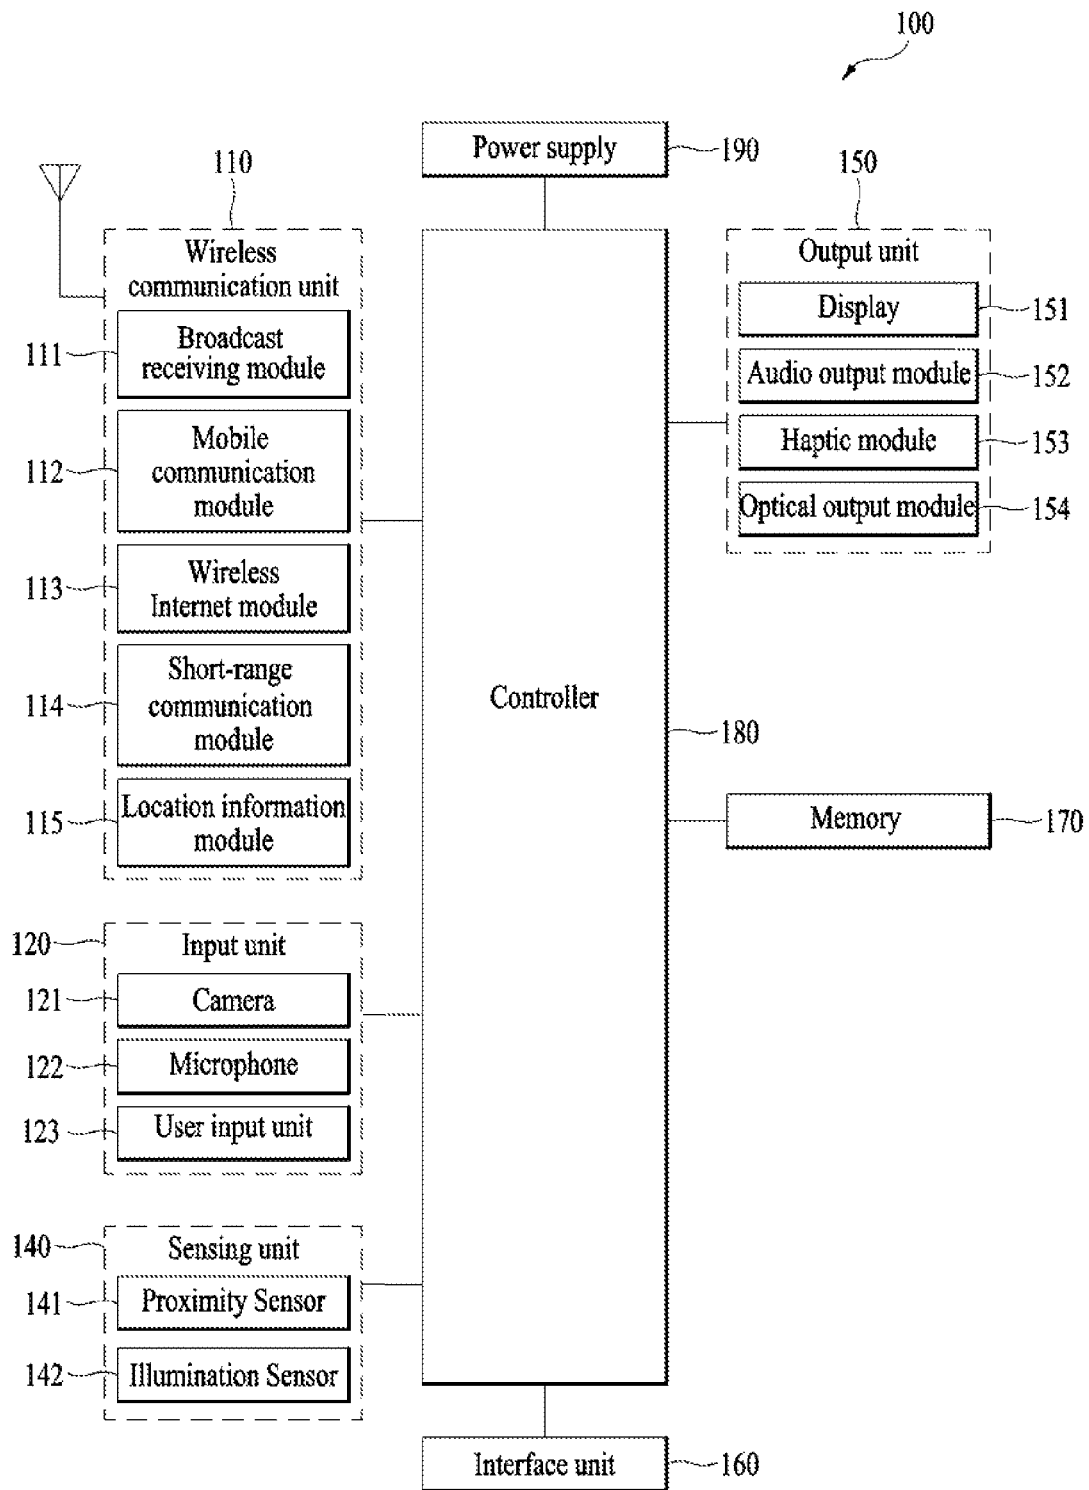 100
Power supply
190
110
Wireless
communication unit
111
Broadcast
receiving module
112
Mobile
communication
module
113
Wireless
Internet module
114
Short-range
communication
module
115
Location information
module
120
Input unit
121
Camera
122
Microphone
123
User input unit
140
Sensing unit
141
Proximity Sensor
142
Illumination Sensor
Controller
180
150
Output unit
Display
151
Audio output module
152
Haptic module
153
Optical output module
154
Memory
170
Interface unit
160